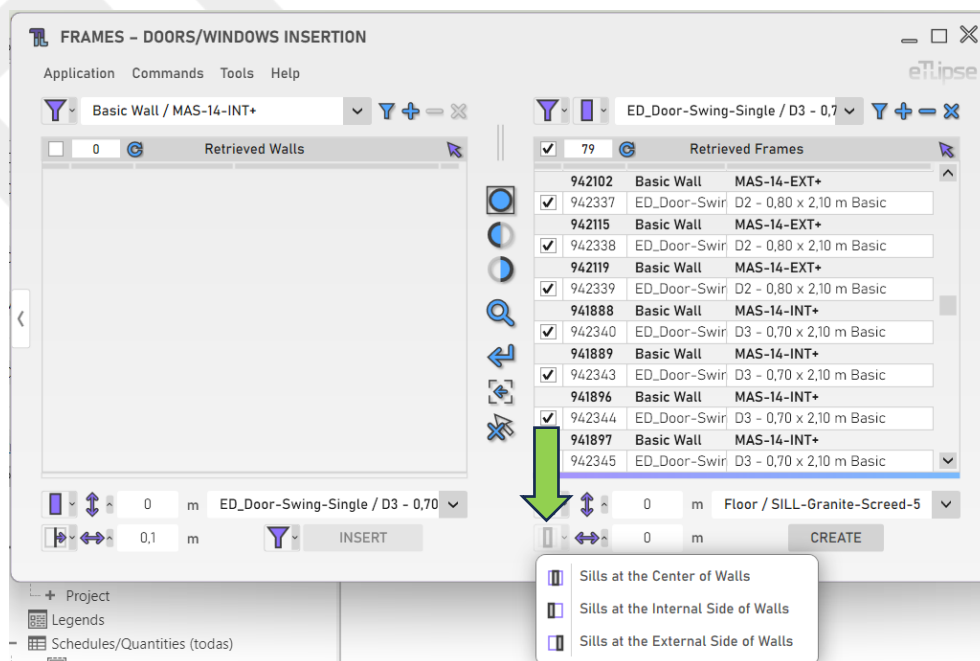 FRAMES – DOORS/WINDOWS INSERTION
Application Commands Tools Help
eTLipse
Basic Wall / MAS-14-INT+
ED_Door-Swing-Single / D3 - 0,7
0 Retrieved Walls
79 Retrieved Frames
942102 Basic Wall MAS-14-EXT+
942337 ED_Door-Swin D2 - 0,80 x 2,10 m Basic
942115 Basic Wall MAS-14-EXT+
942338 ED_Door-Swin D2 - 0,80 x 2,10 m Basic
942119 Basic Wall MAS-14-EXT+
942339 ED_Door-Swin D2 - 0,80 x 2,10 m Basic
941888 Basic Wall MAS-14-INT+
942340 ED_Door-Swin D3 - 0,70 x 2,10 m Basic
941889 Basic Wall MAS-14-INT+
942343 ED_Door-Swin D3 - 0,70 x 2,10 m Basic
941896 Basic Wall MAS-14-INT+
942344 ED_Door-Swin D3 - 0,70 x 2,10 m Basic
941897 Basic Wall MAS-14-INT+
942345 ED_Door-Swin D3 - 0,70 x 2,10 m Basic
0 m ED_Door-Swing-Single / D3 - 0,70
0 m Floor / SILL-Granite-Screed-5
0,1 m INSERT
0 m CREATE
Sills at the Center of Walls
Sills at the Internal Side of Walls
Sills at the External Side of Walls
Project
Legends
Schedules/Quantities (todas)